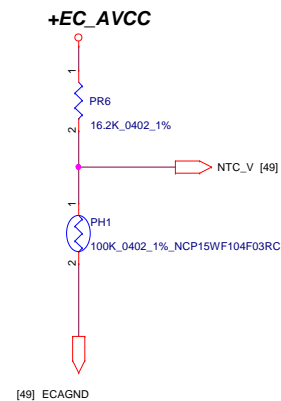 +EC_AVCC
1
PR6
16.2K_0402_1%
2
NTC_V [49]
1
PH1
100K_0402_1%_NCP15WF104F03RC
2
[49] ECAGND